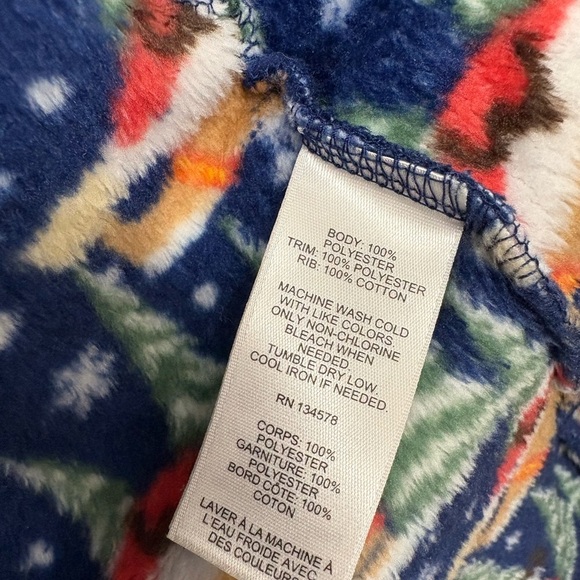 BODY: 100%
POLYESTER
TRIM: 100% POLYESTER
RIB: 100% COTTON
MACHINE WASH COLD
WITH LIKE COLORS.
ONLY NON-CHLORINE
BLEACH WHEN
NEEDED.
TUMBLE DRY LOW.
COOL IRON IF NEEDED.
RN 134578
CORPS: 100%
POLYESTER
GARNITURE: 100%
POLYESTER
BORD CÔTE: 100%
COTON
LAVER À LA MACHINE À
L'EAU FROIDE AVEC
DES COULEURS